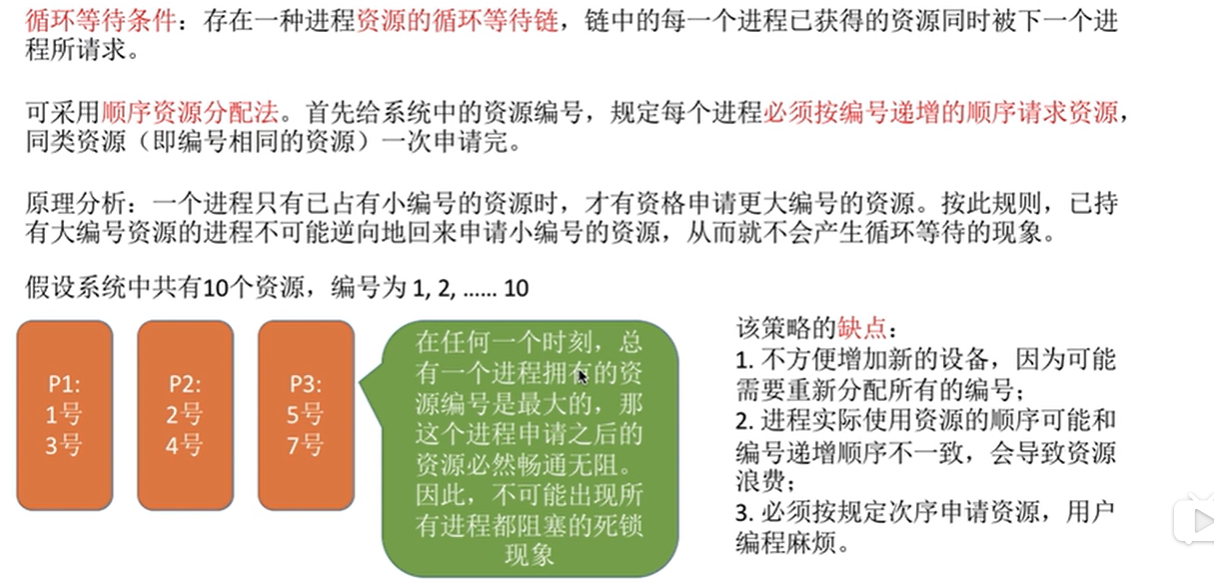 循环等待条件：存在一种进程资源的循环等待链，链中的每一个进程已获得的资源同时被下一个进
程所请求。
可采用顺序资源分配法。首先给系统中的资源编号，规定每个进程必须按编号递增的顺序请求资源，
同类资源（即编号相同的资源）一次申请完。
原理分析：一个进程只有已占有小编号的资源时，才有资格申请更大编号的资源。按此规则，已持
有大编号资源的进程不可能逆向地回来申请小编号的资源，从而就不会产生循环等待的现象。
假设系统中共有10个资源，编号为 1, 2, …… 10
P1:
1号
3号
P2:
2号
4号
P3:
5号
7号
在任何一个时刻，总
有一个进程拥有的资
源编号是最大的，那
这个进程申请之后的
资源必然畅通无阻。
因此，不可能出现所
有进程都阻塞的死锁
现象
该策略的缺点：
1. 不方便增加新的设备，因为可能
需要重新分配所有的编号；
2. 进程实际使用资源的顺序可能和
编号递增顺序不一致，会导致资源
浪费；
3. 必须按规定次序申请资源，用户
编程麻烦。